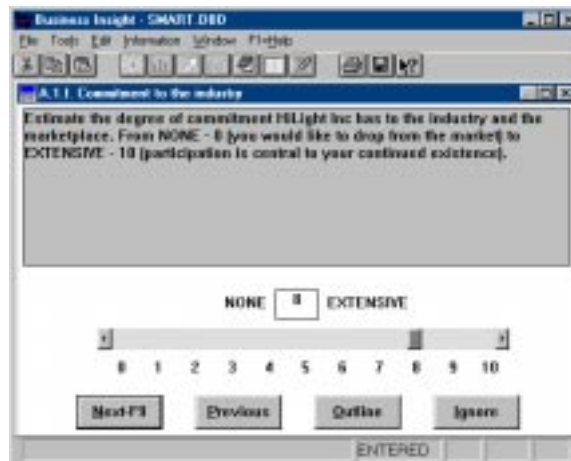 Business Insight - SMART.DBD
File Tools Edit Information Window F1=Help
A.1.1. Commitment to the industry
Estimate the degree of commitment HiLight Inc has to the industry and the
marketplace. From NONE - 0 (you would like to drop from the market) to
EXTENSIVE - 10 (participation is central to your continued existence).
NONE 8 EXTENSIVE
0 1 2 3 4 5 6 7 8 9 10
Next-F8 Previous Outline Ignore
ENTERED